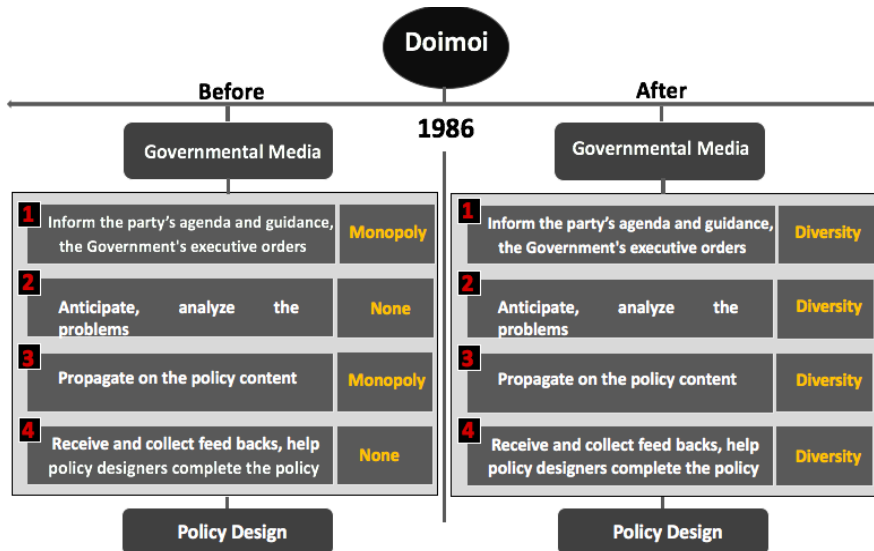 Doimoi
Before
After
1986
Governmental Media
1
Inform the party's agenda and guidance,
the Government's executive orders
Monopoly
2
Anticipate, analyze the
problems
None
3
Propagate on the policy content
Monopoly
4
Receive and collect feed backs, help
policy designers complete the policy
None
Policy Design
Governmental Media
1
Inform the party's agenda and guidance,
the Government's executive orders
Diversity
2
Anticipate, analyze the
problems
Diversity
3
Propagate on the policy content
Diversity
4
Receive and collect feed backs, help
policy designers complete the policy
Diversity
Policy Design